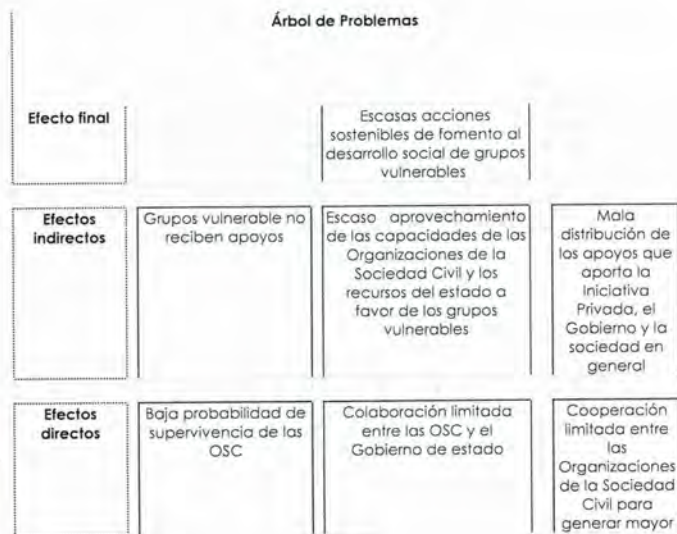 Árbol de Problemas
Efecto final
Escasas acciones
sostenibles de fomento al
desarrollo social de grupos
vulnerables
Efectos
indirectos
Grupos vulnerable no
reciben apoyos
Escaso aprovechamiento
de las capacidades de las
Organizaciones de la
Sociedad Civil y los
recursos del estado a
favor de los grupos
vulnerables
Mala
distribución de
los apoyos que
aporta la
Iniciativa
Privada, el
Gobierno y la
sociedad en
general
Efectos
directos
Baja probabilidad de
supervivencia de las
OSC
Colaboración limitada
entre las OSC y el
Gobierno de estado
Cooperación
limitada entre
las
Organizaciones
de la Sociedad
Civil para
generar mayor